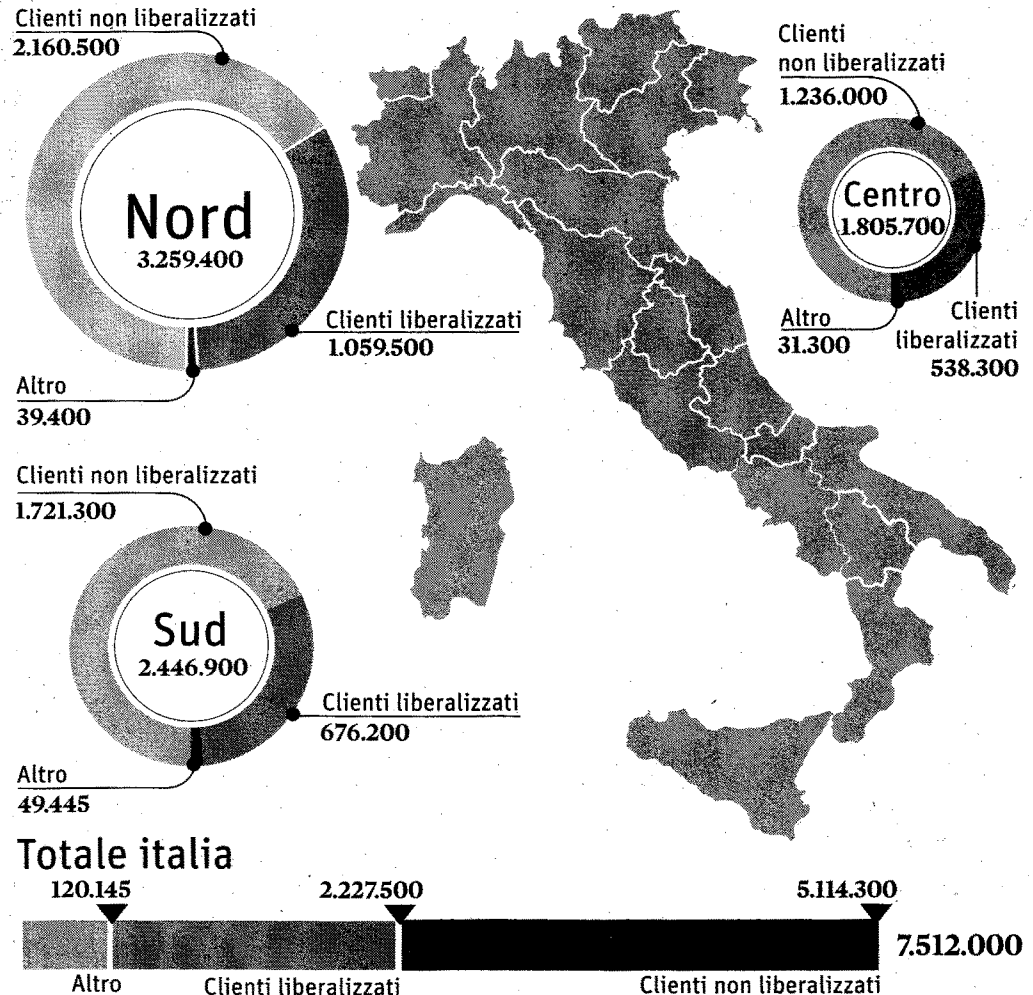 Clienti non liberalizzati
2.160.500
Nord
3.259.400
Clienti liberalizzati
1.059.500
Altro
39.400
Clienti
non liberalizzati
1.236.000
Centro
1.805.700
Altro
31.300
Clienti
liberalizzati
538.300
Clienti non liberalizzati
1.721.300
Sud
2.446.900
Clienti liberalizzati
676.200
Altro
49.445
Totale italia
120.145
2.227.500
5.114.300
7.512.000
Altro
Clienti liberalizzati
Clienti non liberalizzati